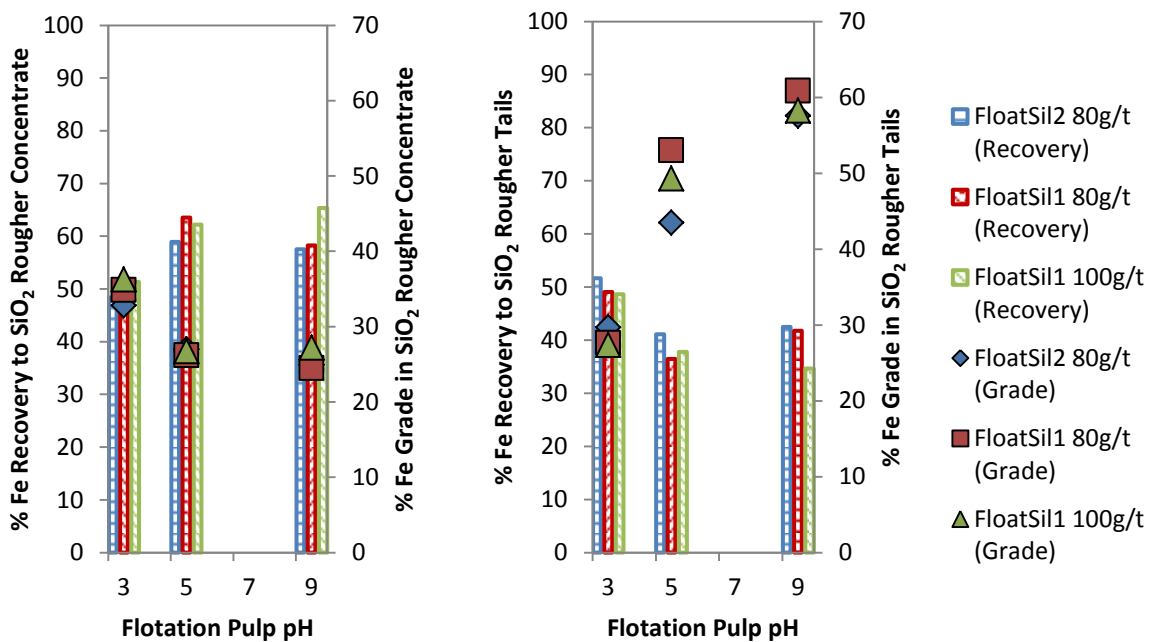 % Fe Recovery to SiO2 Rougher Concentrate
100
90
80
70
60
50
40
30
20
10
0
3 5 7 9
Flotation Pulp pH
70
60
50
40
30
20
10
0
% Fe Grade in SiO2 Rougher Concentrate
% Fe Recovery to SiO2 Rougher Tails
100
90
80
70
60
50
40
30
20
10
0
3 5 7 9
Flotation Pulp pH
70
60
50
40
30
20
10
0
% Fe Grade in SiO2 Rougher Tails
FloatSil2 80g/t
(Recovery)
FloatSil1 80g/t
(Recovery)
FloatSil1 100g/t
(Recovery)
FloatSil2 80g/t
(Grade)
FloatSil1 80g/t
(Grade)
FloatSil1 100g/t
(Grade)